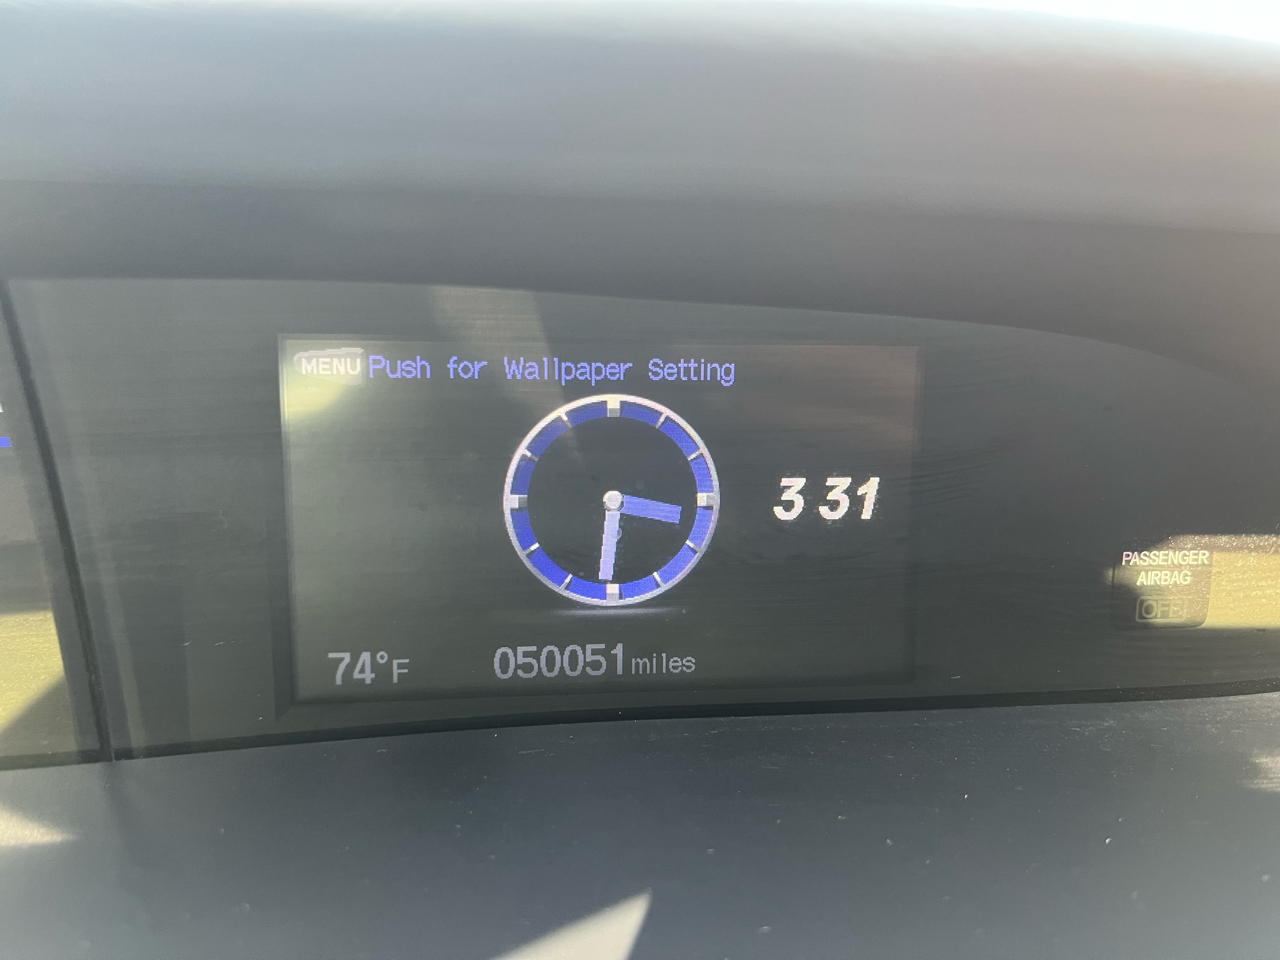 MENU Push for Wallpaper Setting
3 31
74°F 050051 miles
PASSENGER
AIRBAG
OFF